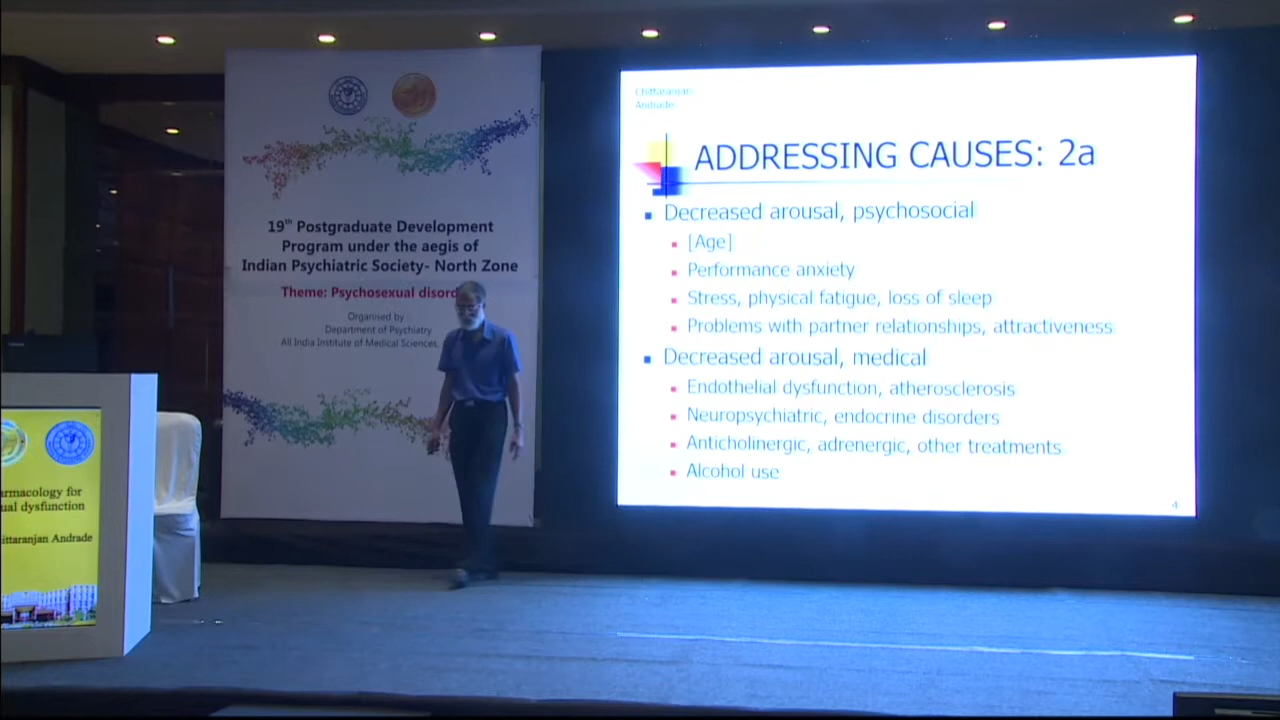 19th Postgraduate Development
Program under the aegis of
Indian Psychiatric Society- North Zone
Theme: Psychosexual disord
Organised by
Department of Psychiatry
All India Institute of Medical Sciences,
armacology for
ual dysfunction
ittaranjan Andrade
Chittaranjan
Andrade
ADDRESSING CAUSES: 2a
Decreased arousal, psychosocial
[Age]
Performance anxiety
Stress, physical fatigue, loss of sleep
Problems with partner relationships, attractiveness
Decreased arousal, medical
Endothelial dysfunction, atherosclerosis
Neuropsychiatric, endocrine disorders
Anticholinergic, adrenergic, other treatments
Alcohol use
4